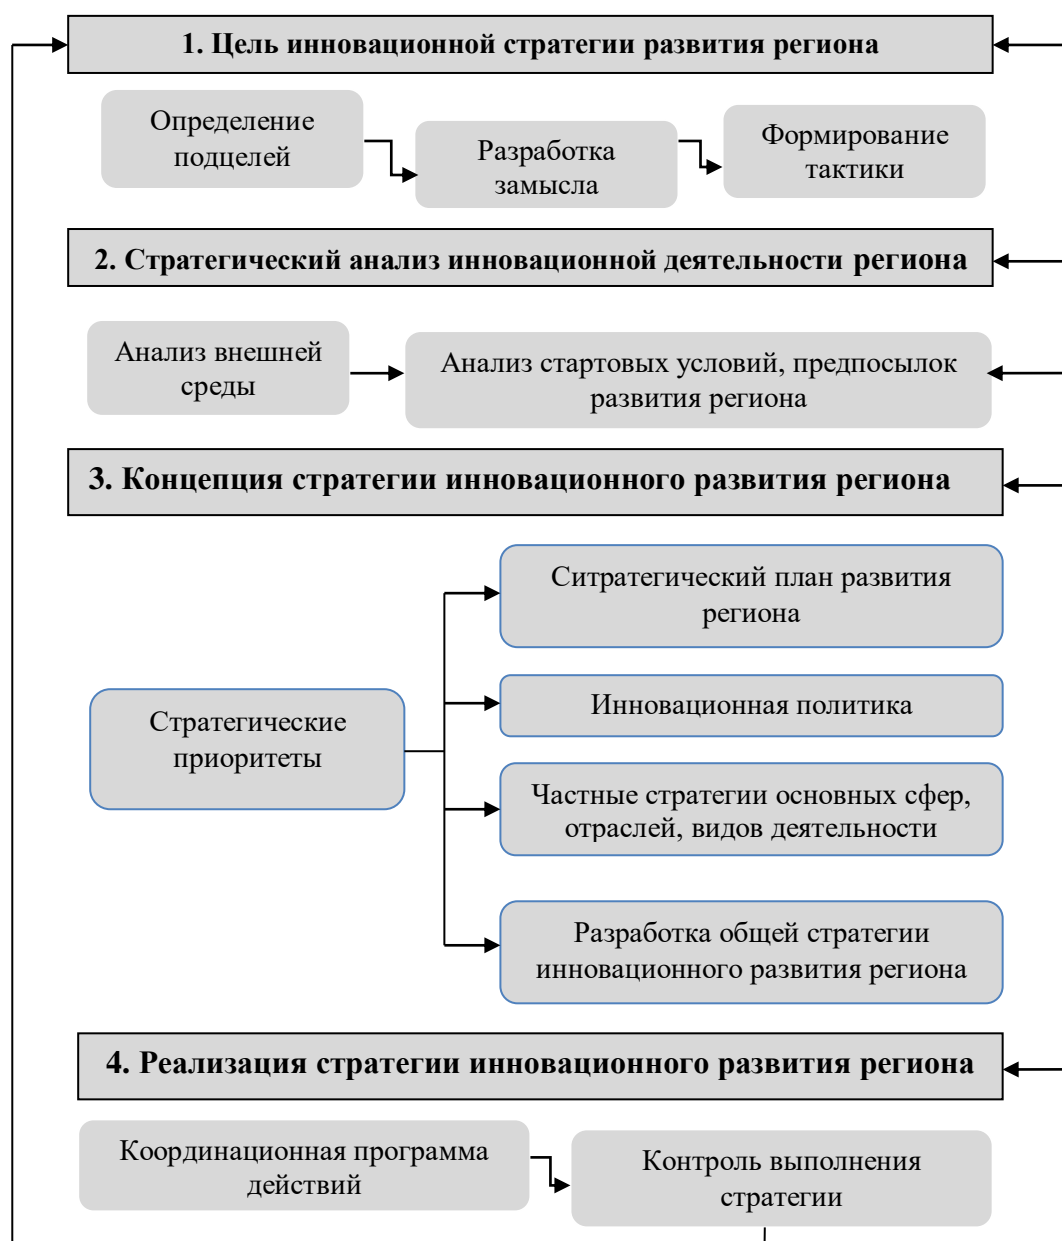 1. Цель инновационной стратегии развития региона
Определение
подцелей
Разработка
замысла
Формирование
тактики
2. Стратегический анализ инновационной деятельности региона
Анализ внешней
среды
Анализ стартовых условий, предпосылок
развития региона
3. Концепция стратегии инновационного развития региона
Стратегические
приоритеты
Ситратегический план развития
региона
Инновационная политика
Частные стратегии основных сфер,
отраслей, видов деятельности
Разработка общей стратегии
инновационного развития региона
4. Реализация стратегии инновационного развития региона
Координационная программа
действий
Контроль выполнения
стратегии